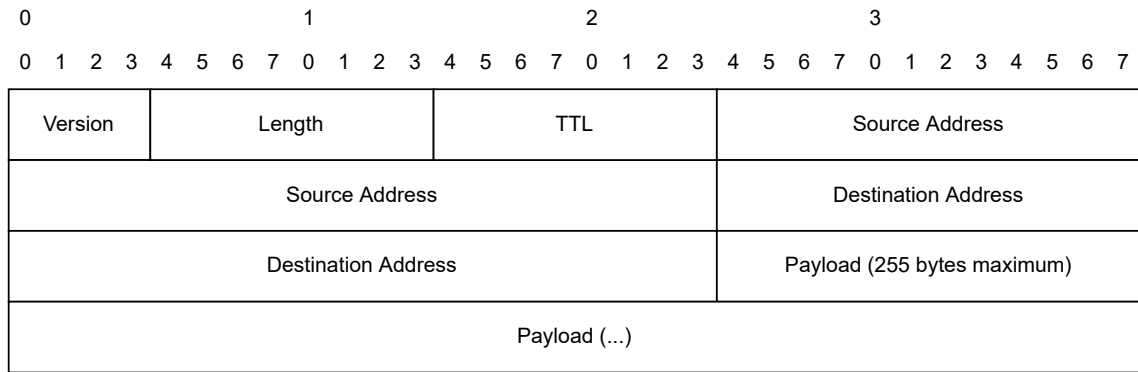 0 1 2 3
0 1 2 3 4 5 6 7 0 1 2 3 4 5 6 7 0 1 2 3 4 5 6 7 0 1 2 3 4 5 6 7
Version Length TTL Source Address
Source Address Destination Address
Destination Address Payload (255 bytes maximum)
Payload (...)